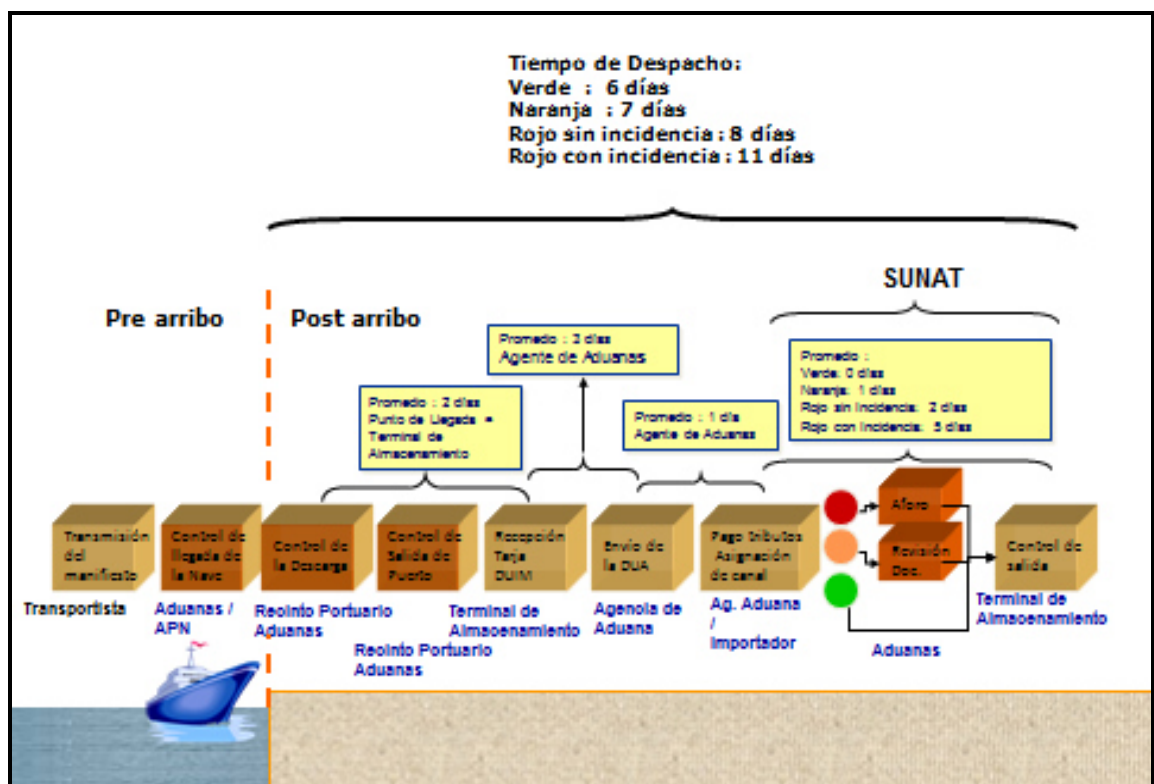 Tiempo de Despacho:
Verde : 6 días
Naranja : 7 días
Rojo sin incidencia : 8 días
Rojo con incidencia : 11 días
SUNAT
Pre arribo
Post arribo
Promedio : 3 días
Agente de Aduanas
Promedio :
Verde: 0 días
Naranja: 1 días
Rojo sin Incidencia: 2 días
Rojo con Incidencia: 5 días
Promedio : 2 días
Punto de Llegada -
Terminal de
Almacenamiento
Promedio : 1 día
Agente de Aduanas
Transmisión
del
manifiesto
Control de
llegada de
la Nave
Control de
la Descarga
Control de
Salida de
Puerto
Recepción
Tarja
DUIM
Envío de
la DUA
Pago tributos
Asignación
de canal
Aforo
Revisión
Doc.
Control de
salida
Transportista
Aduanas /
APN
Recinto Portuario
Aduanas
Recinto Portuario
Aduanas
Terminal de
Almacenamiento
Agencia de
Aduana
Ag. Aduana
/
Importador
Aduanas
Terminal de
Almacenamiento